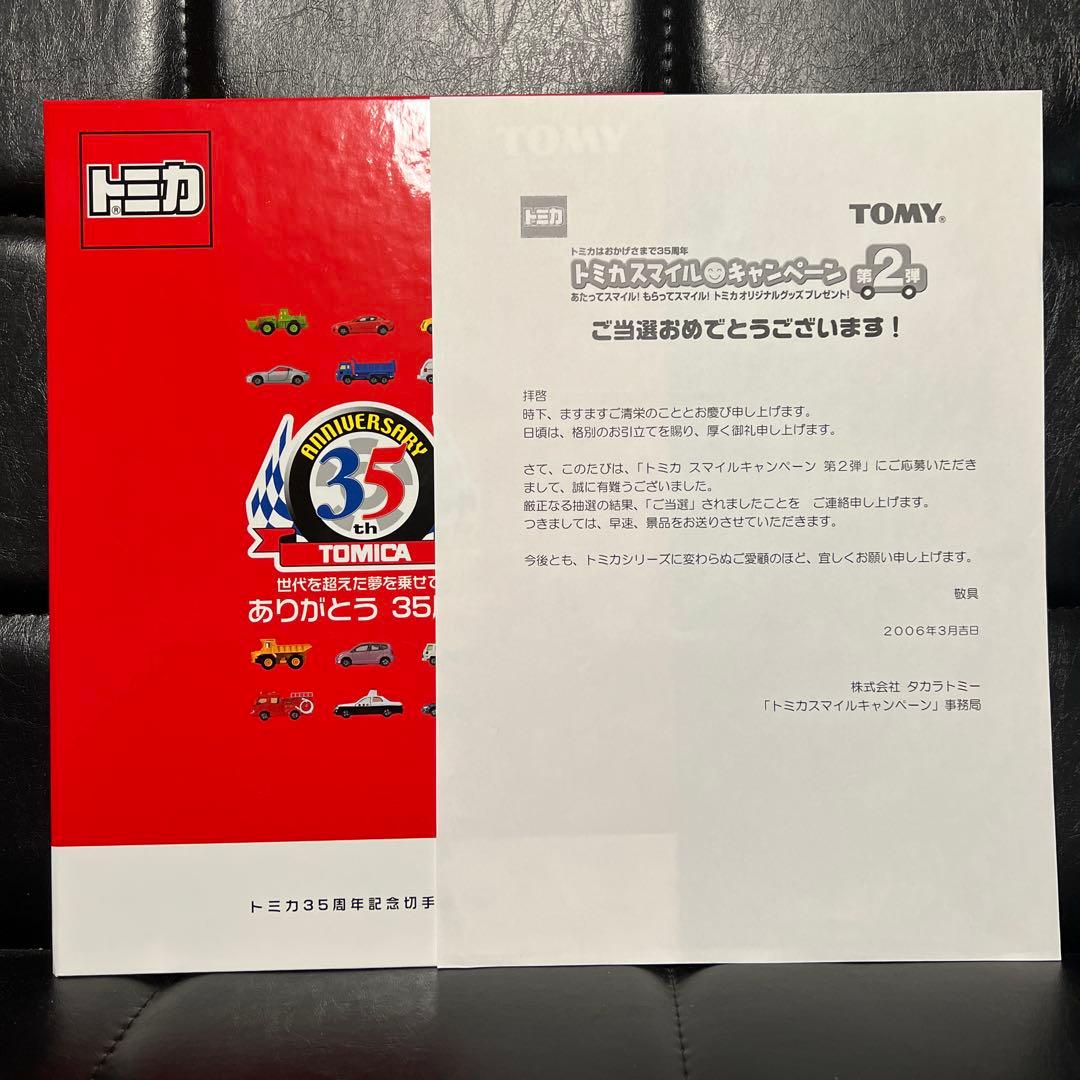 トミカ®
ANNIVERSARY
35
th
TOMICA
世代を超えた夢を乗せて
ありがとう 35
トミカ35周年記念切手
TOMY
トミカ
TOMY®
トミカはおかげさまで35周年
トミカスマイルキャンペーン 第2弾
あたってスマイル!もらってスマイル!トミカオリジナルグッズプレゼント!
ご当選おめでとうございます!
拝啓
時下、ますますご清栄のこととお慶び申し上げます。
日頃は、格別のお引立てを賜り、厚く御礼申し上げます。
さて、このたびは、「トミカ スマイルキャンペーン 第2弾」にご応募いただき
まして、誠に有難うございました。
厳正なる抽選の結果、「ご当選」されましたことを　ご連絡申し上げます。
つきましては、早速、景品をお送りさせていただきます。
今後とも、トミカシリーズに変わらぬご愛顧のほど、宜しくお願い申し上げます。
敬具
2006年3月吉日
株式会社 タカラトミー
「トミカスマイルキャンペーン」事務局